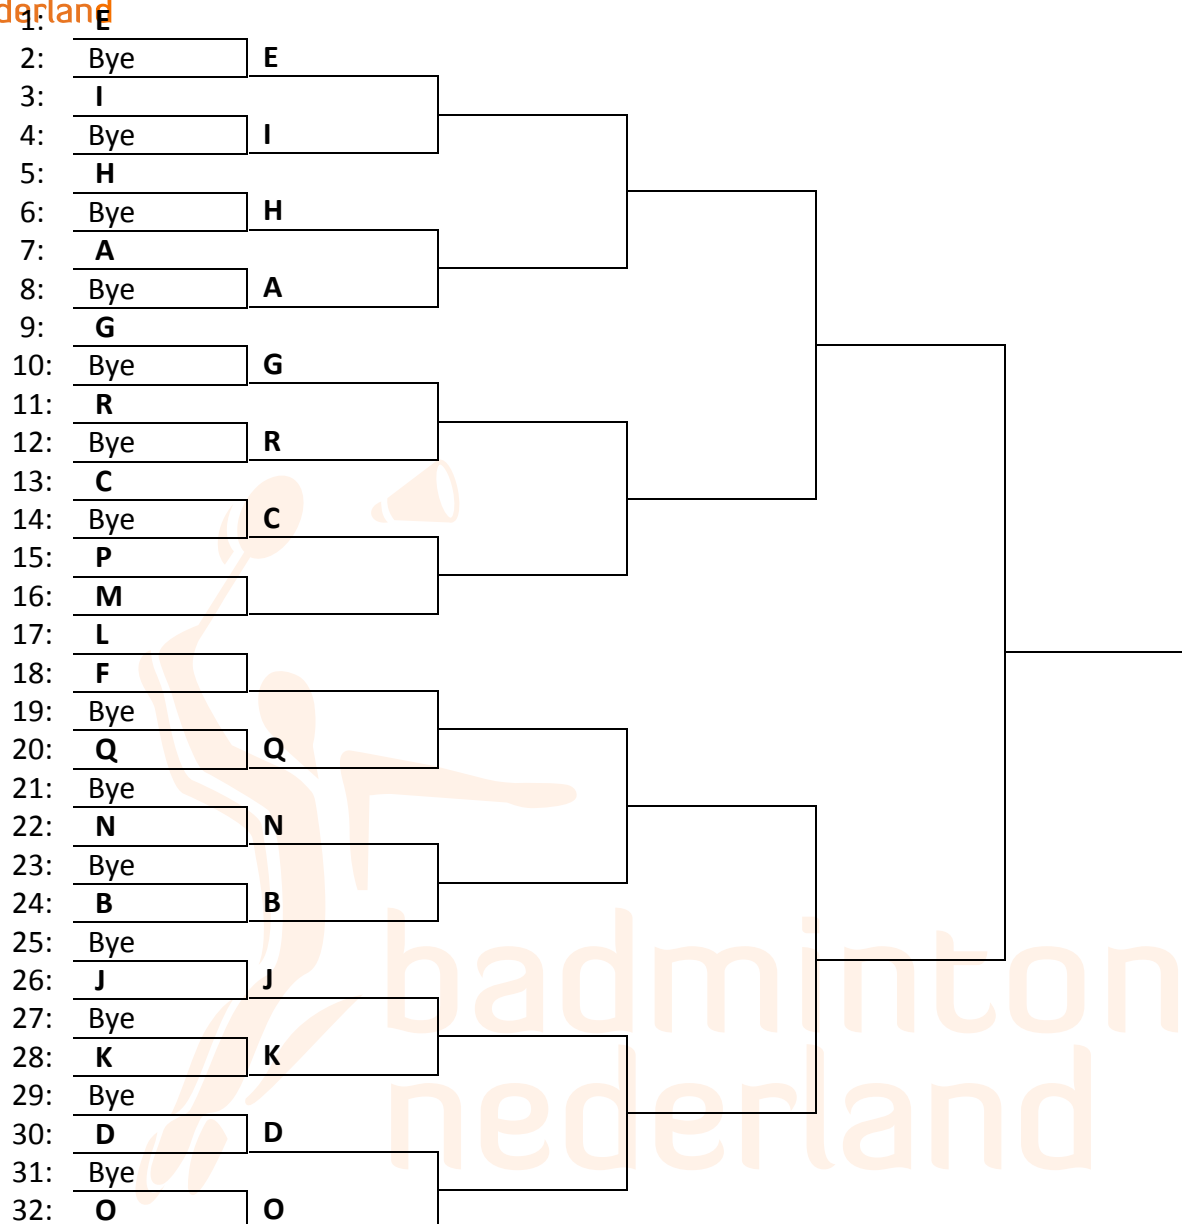 derland
1: E
2: Bye E
3: I
4: Bye I
5: H
6: Bye H
7: A
8: Bye A
9: G
10: Bye G
11: R
12: Bye R
13: C
14: Bye C
15: P
16: M
17: L
18: F
19: Bye
20: Q Q
21: Bye
22: N N
23: Bye
24: B B
25: Bye
26: J J
27: Bye
28: K K
29: Bye
30: D D
31: Bye
32: O O
badminton
nederland